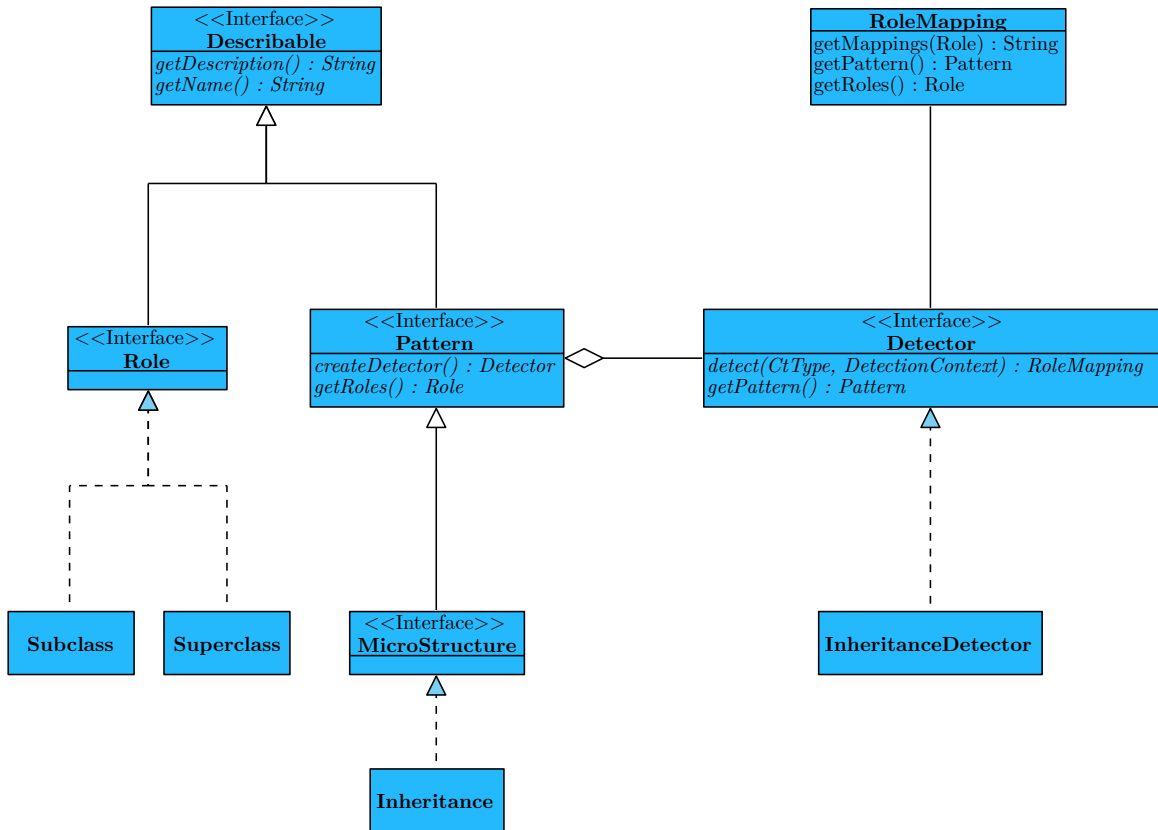 <<Interface>>
Describable
getDescription() : String
getName() : String
RoleMapping
getMappings(Role) : String
getPattern() : Pattern
getRoles() : Role
<<Interface>>
Role
<<Interface>>
Pattern
createDetector() : Detector
getRoles() : Role
<<Interface>>
Detector
detect(CtType, DetectionContext) : RoleMapping
getPattern() : Pattern
Subclass
Superclass
<<Interface>>
MicroStructure
InheritanceDetector
Inheritance